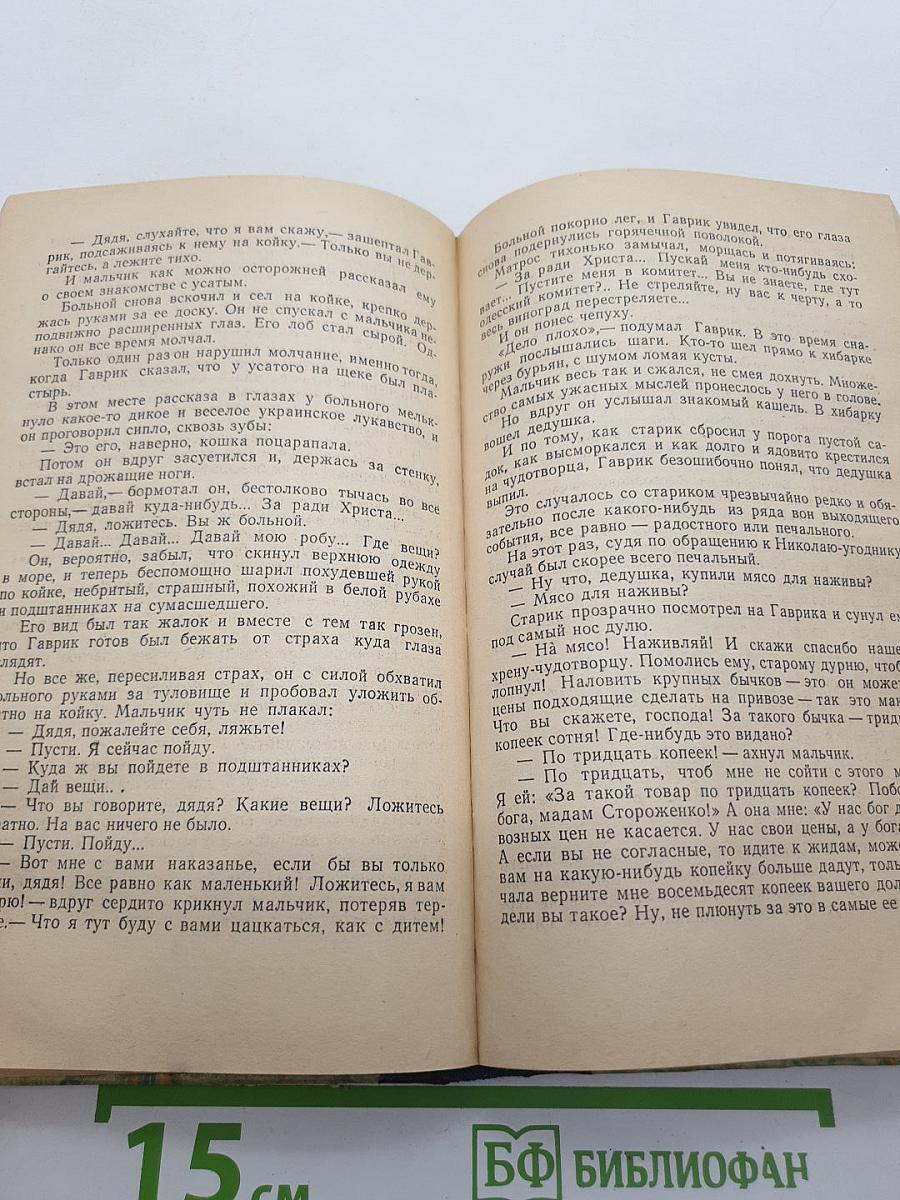 — Дядя, слухайте, что я вам скажу,— зашептал Гав-
рик, подсаживаясь к нему на койку.— Только вы не дер-
гайтесь, а лежите тихо.
И мальчик как можно осторожней рассказал ему
о своем знакомстве с усатым.
Больной снова вскочил и сел на койке, крепко дер-
жась руками за ее доску. Он не спускал с мальчика не-
подвижно расширенных глаз. Его лоб стал сырой. Од-
нако он все время молчал.
Только один раз он нарушил молчание, именно тогда,
когда Гаврик сказал, что у усатого на щеке был пла-
стырь.
В этом месте рассказа в глазах у больного мельк-
нуло какое-то дикое и веселое украинское лукавство, и
он проговорил сипло, сквозь зубы:
— Это его, наверно, кошка поцарапала.
Потом он вдруг засуетился и, держась за стенку,
встал на дрожащие ноги.
— Давай,— бормотал он, бестолково тычась во все
стороны,— давай куда-нибудь... За ради Христа...
— Дядя, ложитесь. Вы ж больной.
— Давай... Давай... Давай мою робу... Где вещи?
Он, вероятно, забыл, что скинул верхнюю одежду
в море, и теперь беспомощно шарил похудевшей рукой
по койке, небритый, страшный, похожий в белой рубахе
и подштанниках на сумасшедшего.
Его вид был так жалок и вместе с тем так грозен,
что Гаврик готов был бежать от страха куда глаза
глядят.
Но все же, пересиливая страх, он с силой обхватил
ольного руками за туловище и пробовал уложить об-
атно на койку. Мальчик чуть не плакал:
— Дядя, пожалейте себя, ляжьте!
— Пусти. Я сейчас пойду.
— Куда ж вы пойдете в подштанниках?
— Дай вещи...
— Что вы говорите, дядя? Какие вещи? Ложитесь
ратно. На вас ничего не было.
— Пусти. Пойду...
— Вот мне с вами наказанье, если бы вы только
и, дядя! Все равно как маленький! Ложитесь, я вам
рю! — вдруг сердито крикнул мальчик, потеряв тер-
е.— Что я тут буду с вами цацкаться, как с дитем!
Больной покорно лег, и Гаврик увидел, что его глаза
снова подернулись горячечной поволокой.
Матрос тихонько замычал, морщась и потягиваясь:
— За ради Христа... Пускай меня кто-нибудь схо-
вает... Пустите меня в комитет... Вы не знаете, где тут
одесский комитет?.. Не стреляйте, ну вас к черту, а то
весь виноград перестреляете...
И он понес чепуху.
«Дело плохо»,— подумал Гаврик. В это время сна-
ружи послышались шаги. Кто-то шел прямо к хибарке
через бурьян, с шумом ломая кусты.
Мальчик весь так и сжался, не смея дохнуть. Множе-
ство самых ужасных мыслей пронеслось у него в голове.
Но вдруг он услышал знакомый кашель. В хибарку
вошел дедушка.
И по тому, как старик сбросил у порога пустой са-
док, как высморкался и как долго и ядовито крестился
на чудотворца, Гаврик безошибочно понял, что дедушка
выпил.
Это случалось со стариком чрезвычайно редко и обя-
зательно после какого-нибудь из ряда вон выходящего
события, все равно — радостного или печального.
На этот раз, судя по обращению к Николаю-угоднику
случай был скорее всего печальный.
— Ну что, дедушка, купили мясо для наживы?
— Мясо для наживы?
Старик прозрачно посмотрел на Гаврика и сунул ем
под самый нос дулю.
— На́ мясо! Наживляй! И скажи спасибо наше
хрену-чудотворцу. Помолись ему, старому дурню, чтоб
лопнул! Наловить крупных бычков — это он может
цены подходящие сделать на привозе — так это мак
Что вы скажете, господа! За такого бычка — тридц
копеек сотня! Где-нибудь это видано?
— По тридцать копеек! — ахнул мальчик.
— По тридцать, чтоб мне не сойти с этого м
Я ей: «За такой товар по тридцать копеек? Побо
бога, мадам Стороженко!» А она мне: «У нас бог д
возных цен не касается. У нас свои цены, а у бога
А если вы не согласные, то идите к жидам, може
вам на какую-нибудь копейку больше дадут, толь
чала верните мне восемьдесят копеек вашего дол
дели вы такое? Ну, не плюнуть за это в самые ее
15 см
БФ БИБЛИОФАН